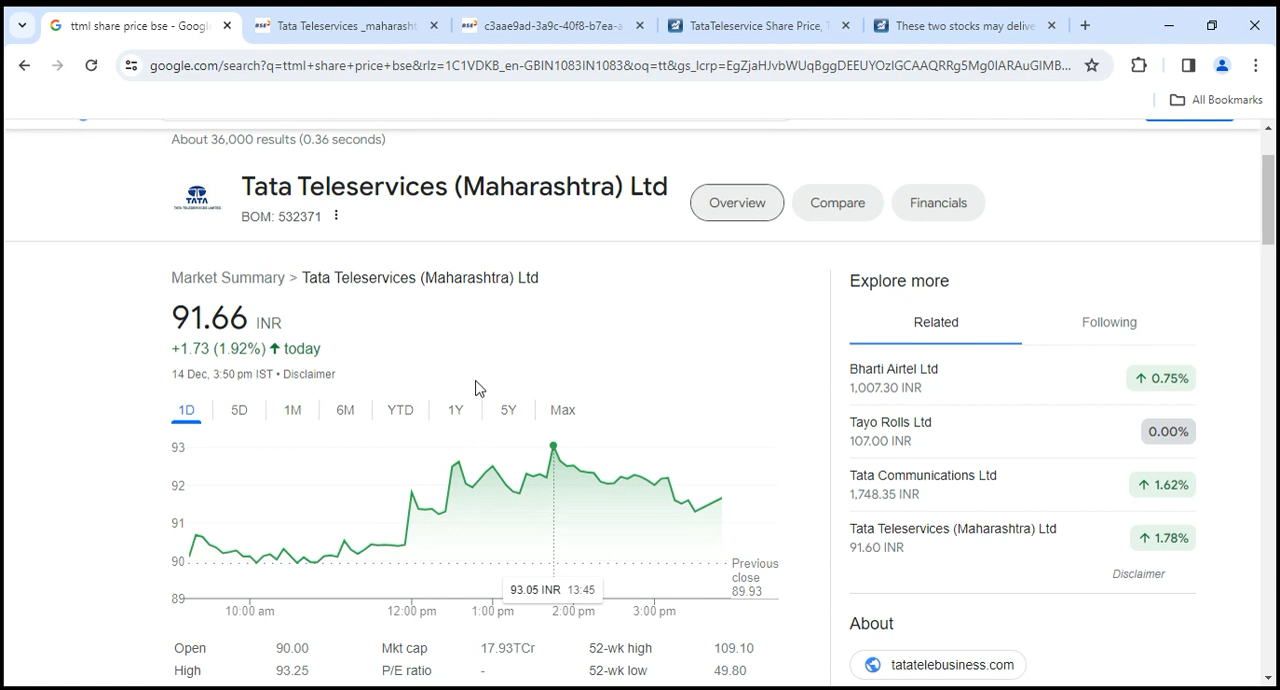 ttml share price bse - Googl
Tata Teleservices _maharasht
c3aae9ad-3a9c-40f8-b7ea-a
TataTeleservice Share Price,
These two stocks may delive
google.com/search?q=ttml+share+price+bse&rlz=1C1VDKB_en-GBIN1083IN1083&oq=tt&gs_lcrp=EgZjaHJvbWUqBggDEEUYOzIGCAAQRRg5Mg0IARAuGIMB...
All Bookmarks
About 36,000 results (0.36 seconds)
Tata Teleservices (Maharashtra) Ltd
BOM: 532371
Overview
Compare
Financials
TATA
Market Summary > Tata Teleservices (Maharashtra) Ltd
91.66 INR
+1.73 (1.92%) ↑ today
14 Dec, 3:50 pm IST • Disclaimer
1D 5D 1M 6M YTD 1Y 5Y Max
93
92
91
90
89
Previous
close
89.93
93.05 INR 13:45
10:00 am 12:00 pm 1:00 pm 2:00 pm 3:00 pm
Open 90.00 Mkt cap 17.93TCr 52-wk high 109.10
High 93.25 P/E ratio - 52-wk low 49.80
Explore more
Related Following
Bharti Airtel Ltd
1,007.30 INR
↑ 0.75%
Tayo Rolls Ltd
107.00 INR
0.00%
Tata Communications Ltd
1,748.35 INR
↑ 1.62%
Tata Teleservices (Maharashtra) Ltd
91.60 INR
↑ 1.78%
Disclaimer
About
tatatelebusiness.com